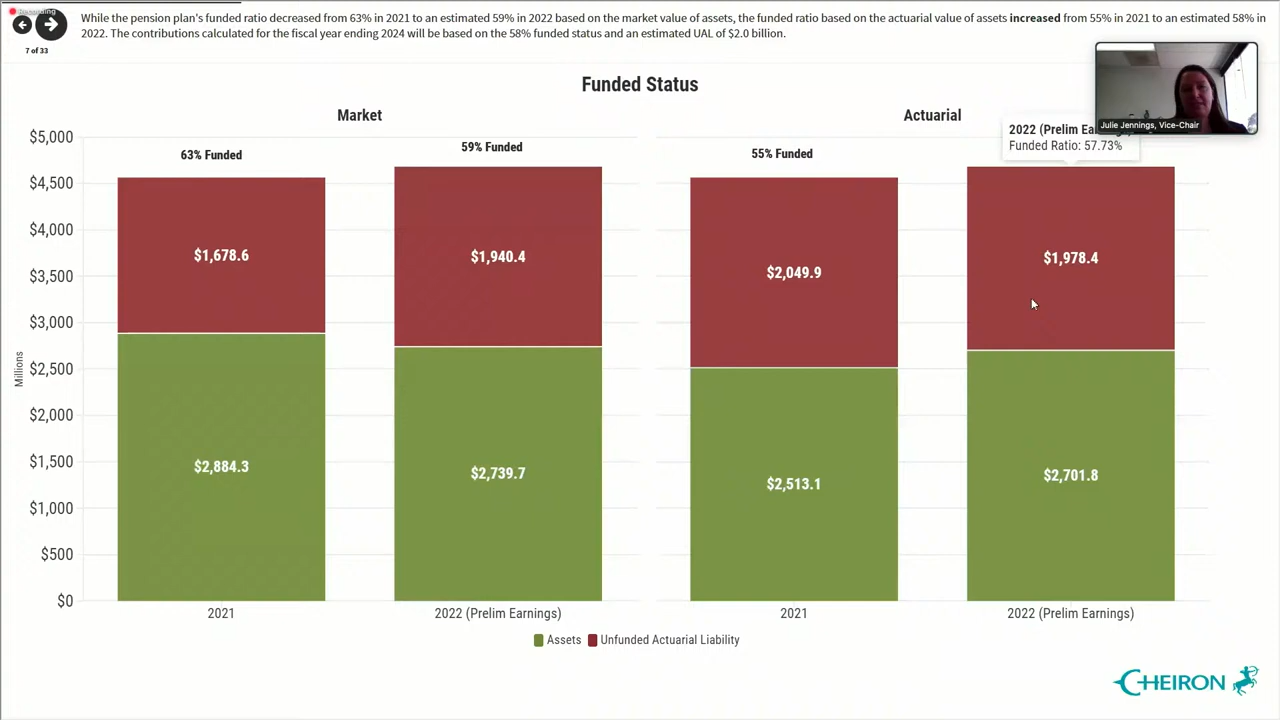 Recording
While the pension plan's funded ratio decreased from 63% in 2021 to an estimated 59% in 2022 based on the market value of assets, the funded ratio based on the actuarial value of assets increased from 55% in 2021 to an estimated 58% in
2022. The contributions calculated for the fiscal year ending 2024 will be based on the 58% funded status and an estimated UAL of $2.0 billion.
7 of 33
Funded Status
Market
Actuarial
Julie Jennings, Vice-Chair
2022 (Prelim
Funded Ratio: 57.73%
63% Funded
59% Funded
55% Funded
$5,000
$4,500
$4,000
$3,500
$3,000
$2,500
$2,000
$1,500
$1,000
$500
$0
Millions
$1,678.6
$1,940.4
$2,049.9
$1,978.4
$2,884.3
$2,739.7
$2,513.1
$2,701.8
2021
2022 (Prelim Earnings)
2021
2022 (Prelim Earnings)
Assets
Unfunded Actuarial Liability
CHEIRON